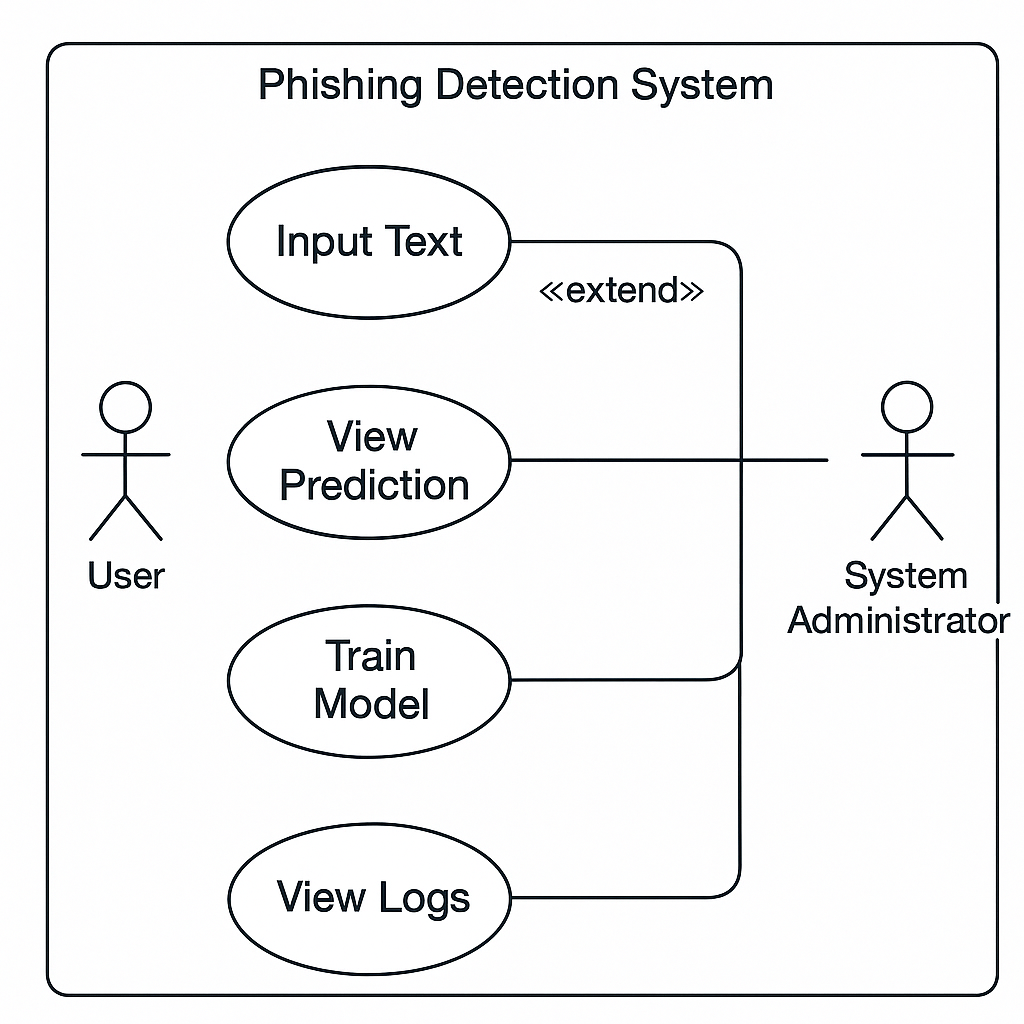 Phishing Detection System
Input Text
«extend»
View
Prediction
User
System
Administrator
Train
Model
View Logs